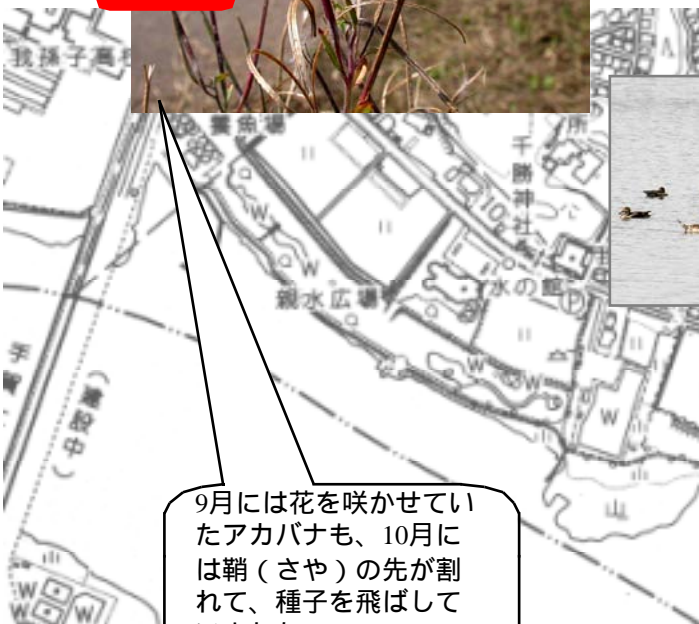 我孫子高校
養魚場
千勝神社
所
親水広場
水の館
P
手賀
（中段建）
9月には花を咲かせてい
たアカバナも、10月に
は鞘（さや）の先が割
れて、種子を飛ばして